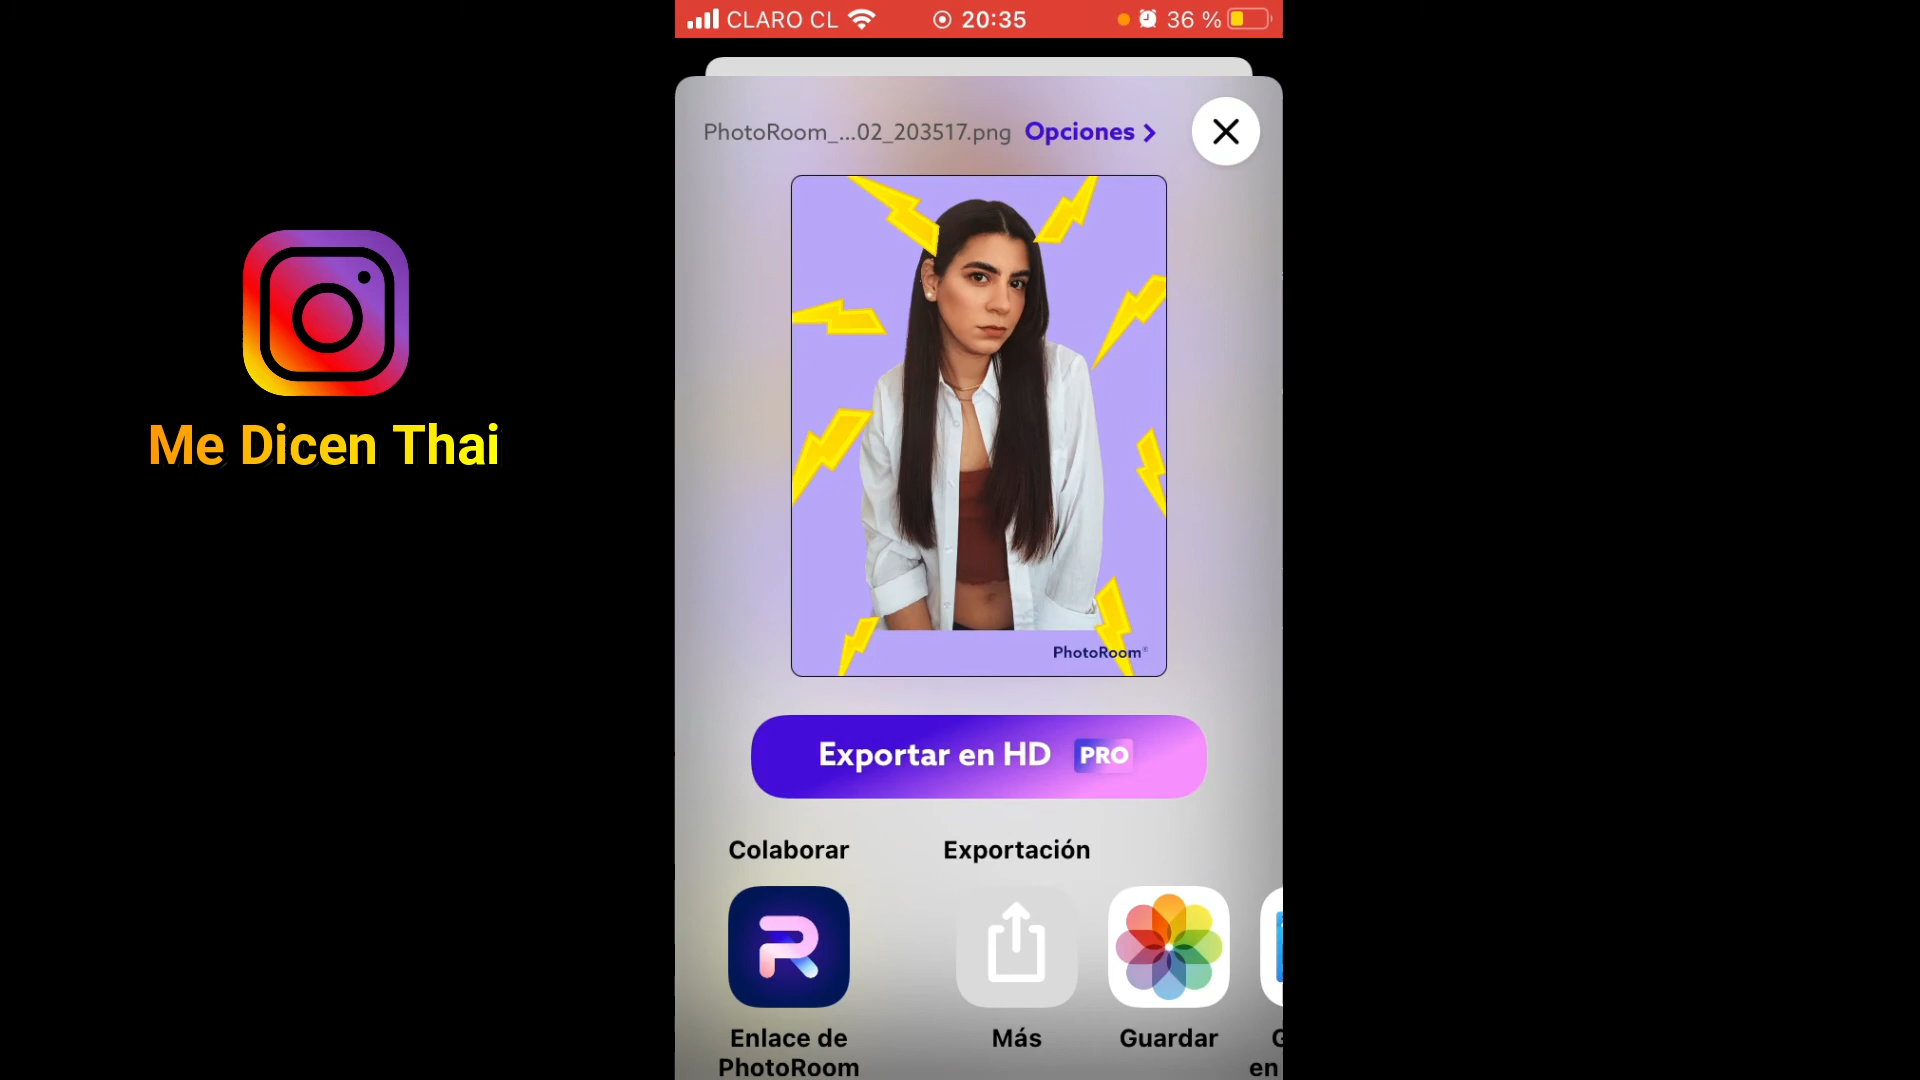 CLARO CL
20:35
36 %
PhotoRoom_...02_203517.png
Opciones
PhotoRoom
Me Dicen Thai
Exportar en HD
PRO
Colaborar
Exportación
Enlace de
PhotoRoom
Más
Guardar
en